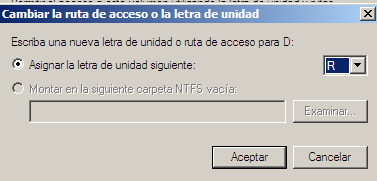 Cambiar la ruta de acceso o la letra de unidad
Escriba una nueva letra de unidad o ruta de acceso para D:
Asignar la letra de unidad siguiente:
R
Montar en la siguiente carpeta NTFS vacía:
Examinar...
Aceptar
Cancelar